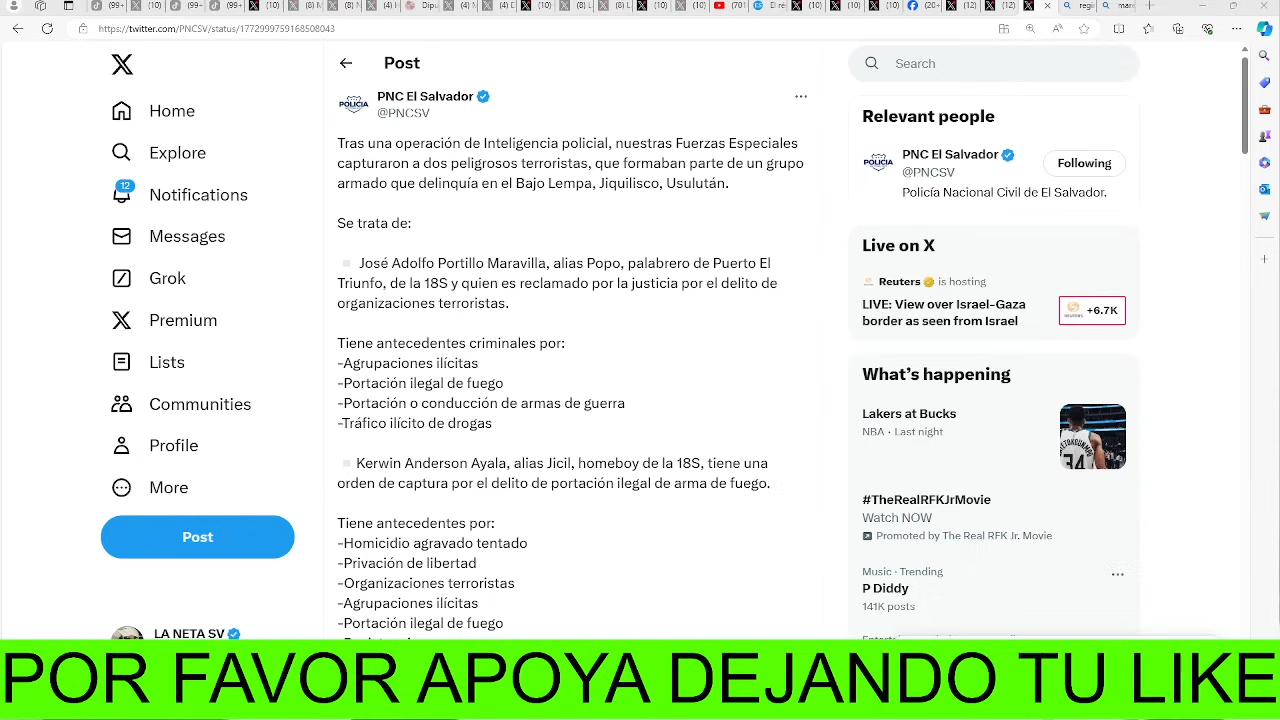 https://twitter.com/PNCSV/status/1772999759168508043
Home
Explore
12
Notifications
Messages
Grok
Premium
Lists
Communities
Profile
More
Post
LA NETA SV
Post
POLICIA
PNC El Salvador
@PNCSV
Tras una operación de Inteligencia policial, nuestras Fuerzas Especiales
capturaron a dos peligrosos terroristas, que formaban parte de un grupo
armado que delinquía en el Bajo Lempa, Jiquilisco, Usulután.
Se trata de:
José Adolfo Portillo Maravilla, alias Popo, palabrero de Puerto El
Triunfo, de la 18S y quien es reclamado por la justicia por el delito de
organizaciones terroristas.
Tiene antecedentes criminales por:
-Agrupaciones ilícitas
-Portación ilegal de fuego
-Portación o conducción de armas de guerra
-Tráfico ilícito de drogas
Kerwin Anderson Ayala, alias Jicil, homeboy de la 18S, tiene una
orden de captura por el delito de portación ilegal de arma de fuego.
Tiene antecedentes por:
-Homicidio agravado tentado
-Privación de libertad
-Organizaciones terroristas
-Agrupaciones ilícitas
-Portación ilegal de fuego
Search
Relevant people
POLICIA
PNC El Salvador
Following
@PNCSV
Policía Nacional Civil de El Salvador.
Live on X
Reuters is hosting
LIVE: View over Israel-Gaza
border as seen from Israel
REUTERS +6.7K
What's happening
Lakers at Bucks
NBA · Last night
34
#TheRealRFKJrMovie
Watch NOW
Promoted by The Real RFK Jr. Movie
Music · Trending
P Diddy
141K posts
POR FAVOR APOYA DEJANDO TU LIKE